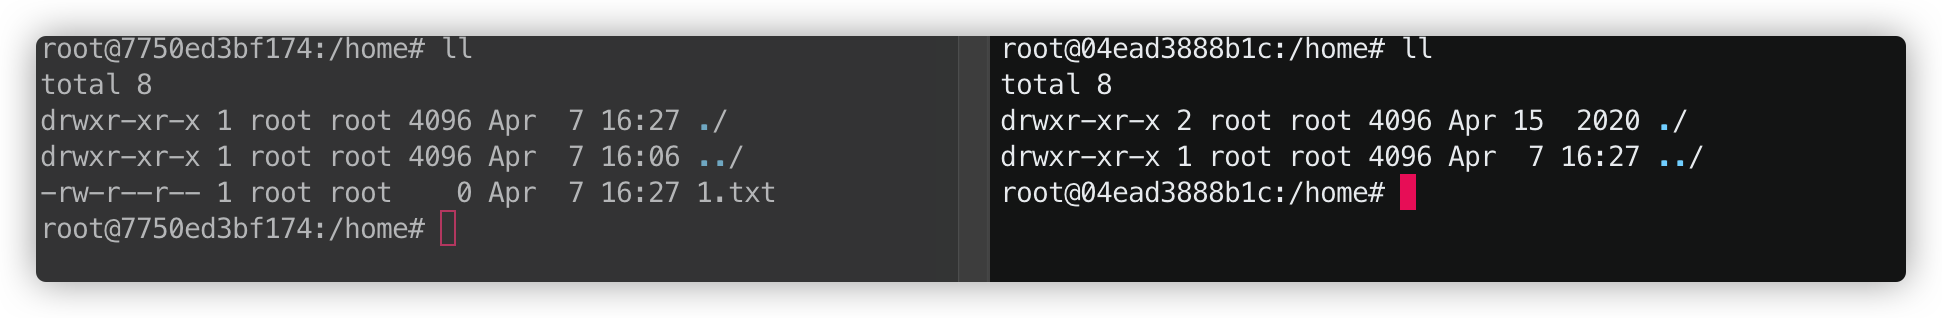 root@7750ed3bf174:/home# ll
total 8
drwxr-xr-x 1 root root 4096 Apr  7 16:27 ./
drwxr-xr-x 1 root root 4096 Apr  7 16:06 ../
-rw-r--r-- 1 root root    0 Apr  7 16:27 1.txt
root@7750ed3bf174:/home#
root@04ead3888b1c:/home# ll
total 8
drwxr-xr-x 2 root root 4096 Apr 15  2020 ./
drwxr-xr-x 1 root root 4096 Apr  7 16:27 ../
root@04ead3888b1c:/home#